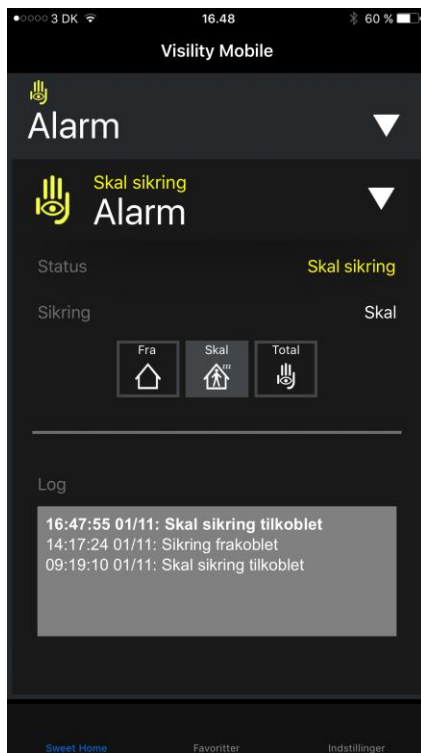 3 DK 16.48 60 %
Visility Mobile
Alarm
Skal sikring
Alarm
Status Skal sikring
Sikring Skal
Fra Skal Total
Log
16:47:55 01/11: Skal sikring tilkoblet
14:17:24 01/11: Sikring frakoblet
09:19:10 01/11: Skal sikring tilkoblet
Sweet Home Favoritter Indstillinger